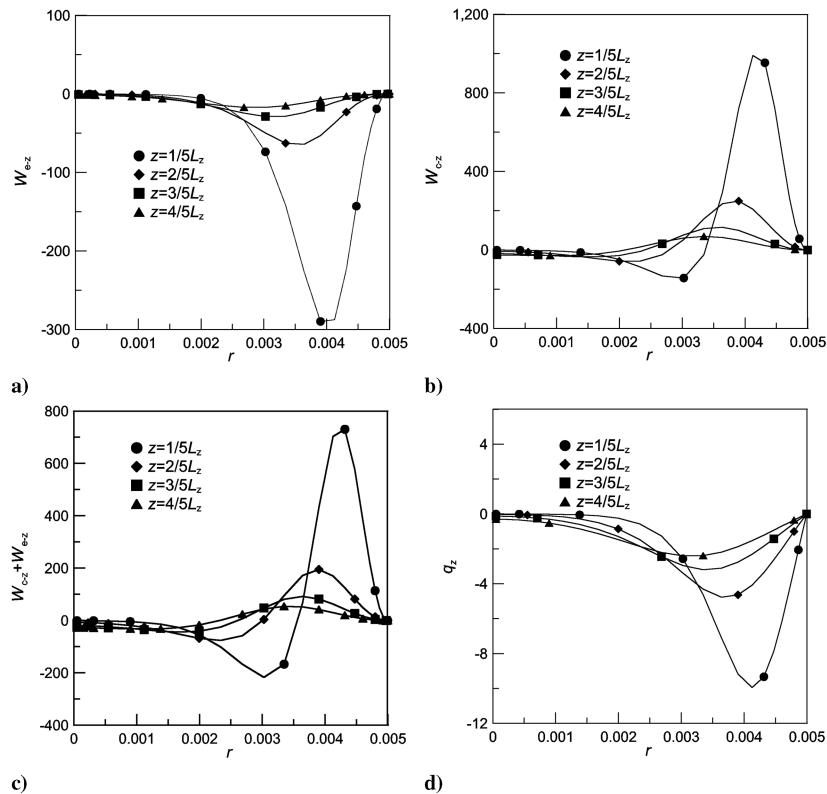 100
0
-100
-200
-300
W_e-z
z=1/5L_z
z=2/5L_z
z=3/5L_z
z=4/5L_z
0 0.001 0.002 0.003 0.004 0.005
r
a)
1,200
800
400
0
-400
W_c-z
z=1/5L_z
z=2/5L_z
z=3/5L_z
z=4/5L_z
0 0.001 0.002 0.003 0.004 0.005
r
b)
800
600
400
200
0
-200
-400
W_c-z+W_e-z
z=1/5L_z
z=2/5L_z
z=3/5L_z
z=4/5L_z
0 0.001 0.002 0.003 0.004 0.005
r
c)
4
0
-4
-8
-12
q_z
z=1/5L_z
z=2/5L_z
z=3/5L_z
z=4/5L_z
0 0.001 0.002 0.003 0.004 0.005
r
d)